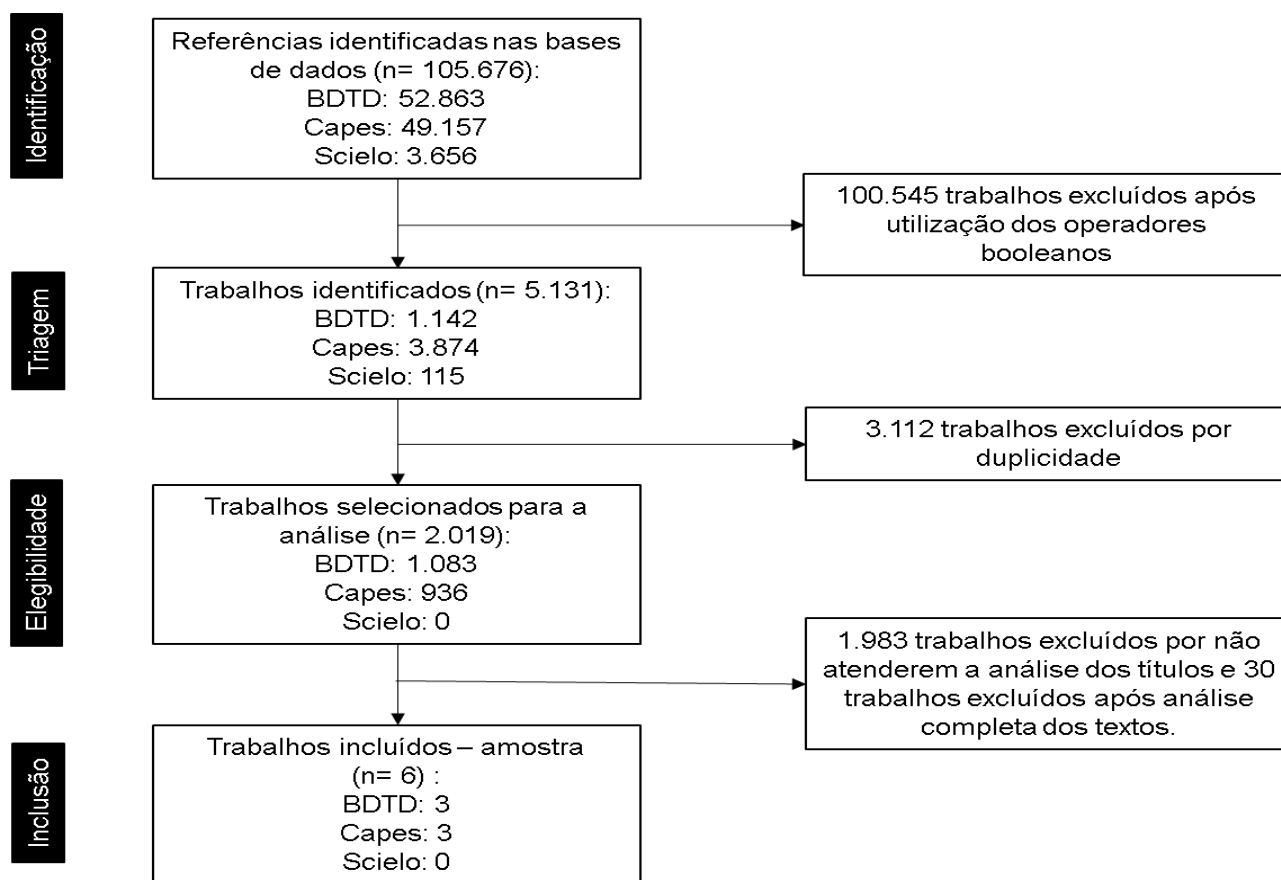 Identificação
Referências identificadas nas bases
de dados (n= 105.676):
BDTD: 52.863
Capes: 49.157
Scielo: 3.656
100.545 trabalhos excluídos após
utilização dos operadores
booleanos
Triagem
Trabalhos identificados (n= 5.131):
BDTD: 1.142
Capes: 3.874
Scielo: 115
3.112 trabalhos excluídos por
duplicidade
Elegibilidade
Trabalhos selecionados para a
análise (n= 2.019):
BDTD: 1.083
Capes: 936
Scielo: 0
1.983 trabalhos excluídos por não
atenderem a análise dos títulos e 30
trabalhos excluídos após análise
completa dos textos.
Inclusão
Trabalhos incluídos – amostra
(n= 6) :
BDTD: 3
Capes: 3
Scielo: 0